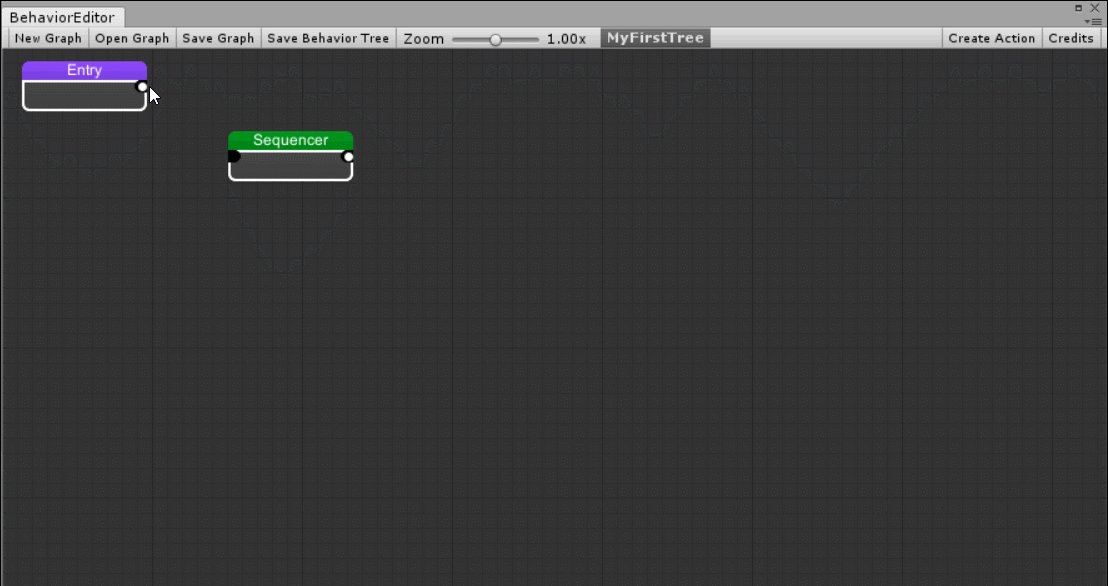 BehaviorEditor
New Graph Open Graph Save Graph Save Behavior Tree Zoom 1.00x MyFirstTree Create Action Credits
Entry
Sequencer